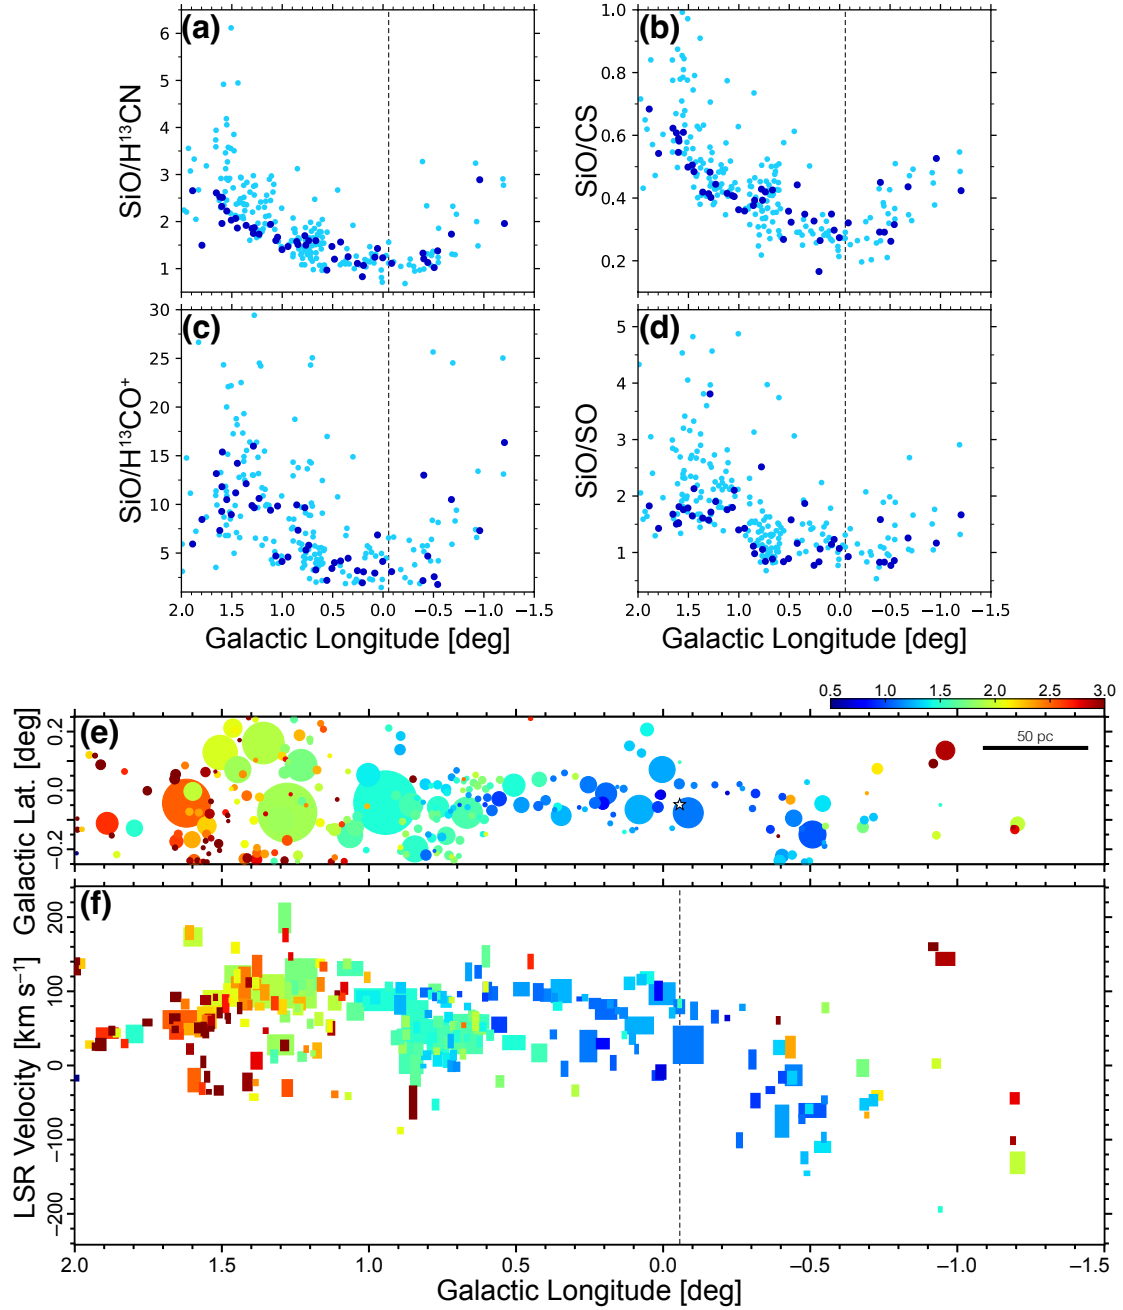 (a)
SiO/H¹³CN
6
5
4
3
2
1
(b)
SiO/CS
1.0
0.8
0.6
0.4
0.2
(c)
SiO/H¹³CO⁺
30
25
20
15
10
5
2.0 1.5 1.0 0.5 0.0 −0.5 −1.0 −1.5
Galactic Longitude [deg]
(d)
SiO/SO
5
4
3
2
1
2.0 1.5 1.0 0.5 0.0 −0.5 −1.0 −1.5
Galactic Longitude [deg]
0.5 1.0 1.5 2.0 2.5 3.0
(e)
50 pc
Galactic Lat. [deg]
0.2
0.0
−0.2
(f)
LSR Velocity [km s⁻¹]
200
100
0
−100
−200
2.0 1.5 1.0 0.5 0.0 −0.5 −1.0 −1.5
Galactic Longitude [deg]